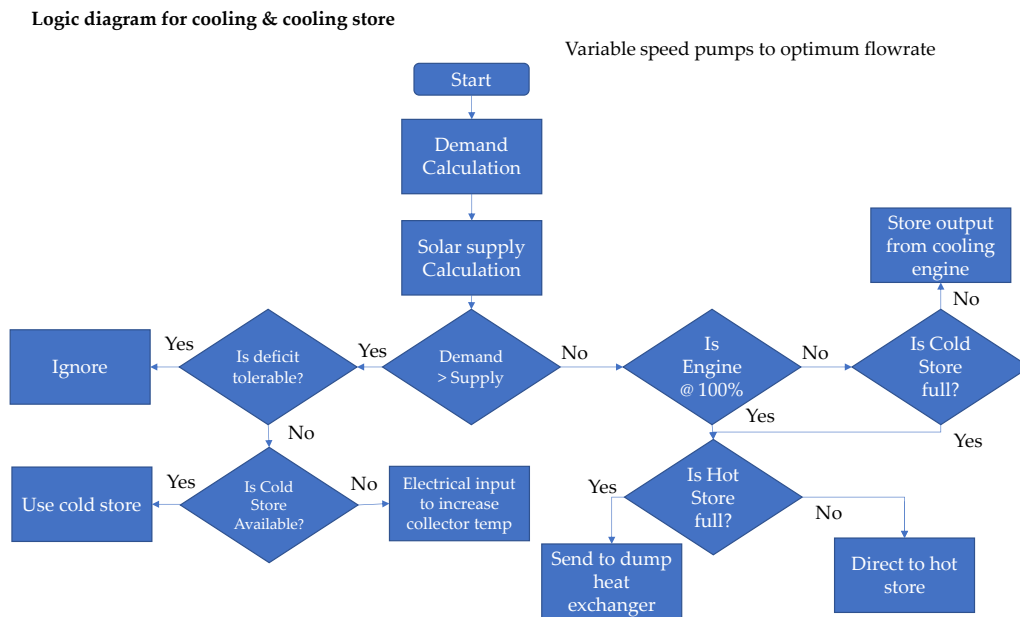 Logic diagram for cooling & cooling store
Variable speed pumps to optimum flowrate
Start
Demand
Calculation
Solar supply
Calculation
Store output
from cooling
engine
No
Ignore
Yes
Is deficit
tolerable?
Yes
Demand
> Supply
No
Is
Engine
@ 100%
No
Is Cold
Store
full?
No
Yes
Yes
Use cold store
Yes
Is Cold
Store
Available?
No
Electrical input
to increase
collector temp
Yes
Is Hot
Store
full?
No
Send to dump
heat
exchanger
Direct to hot
store